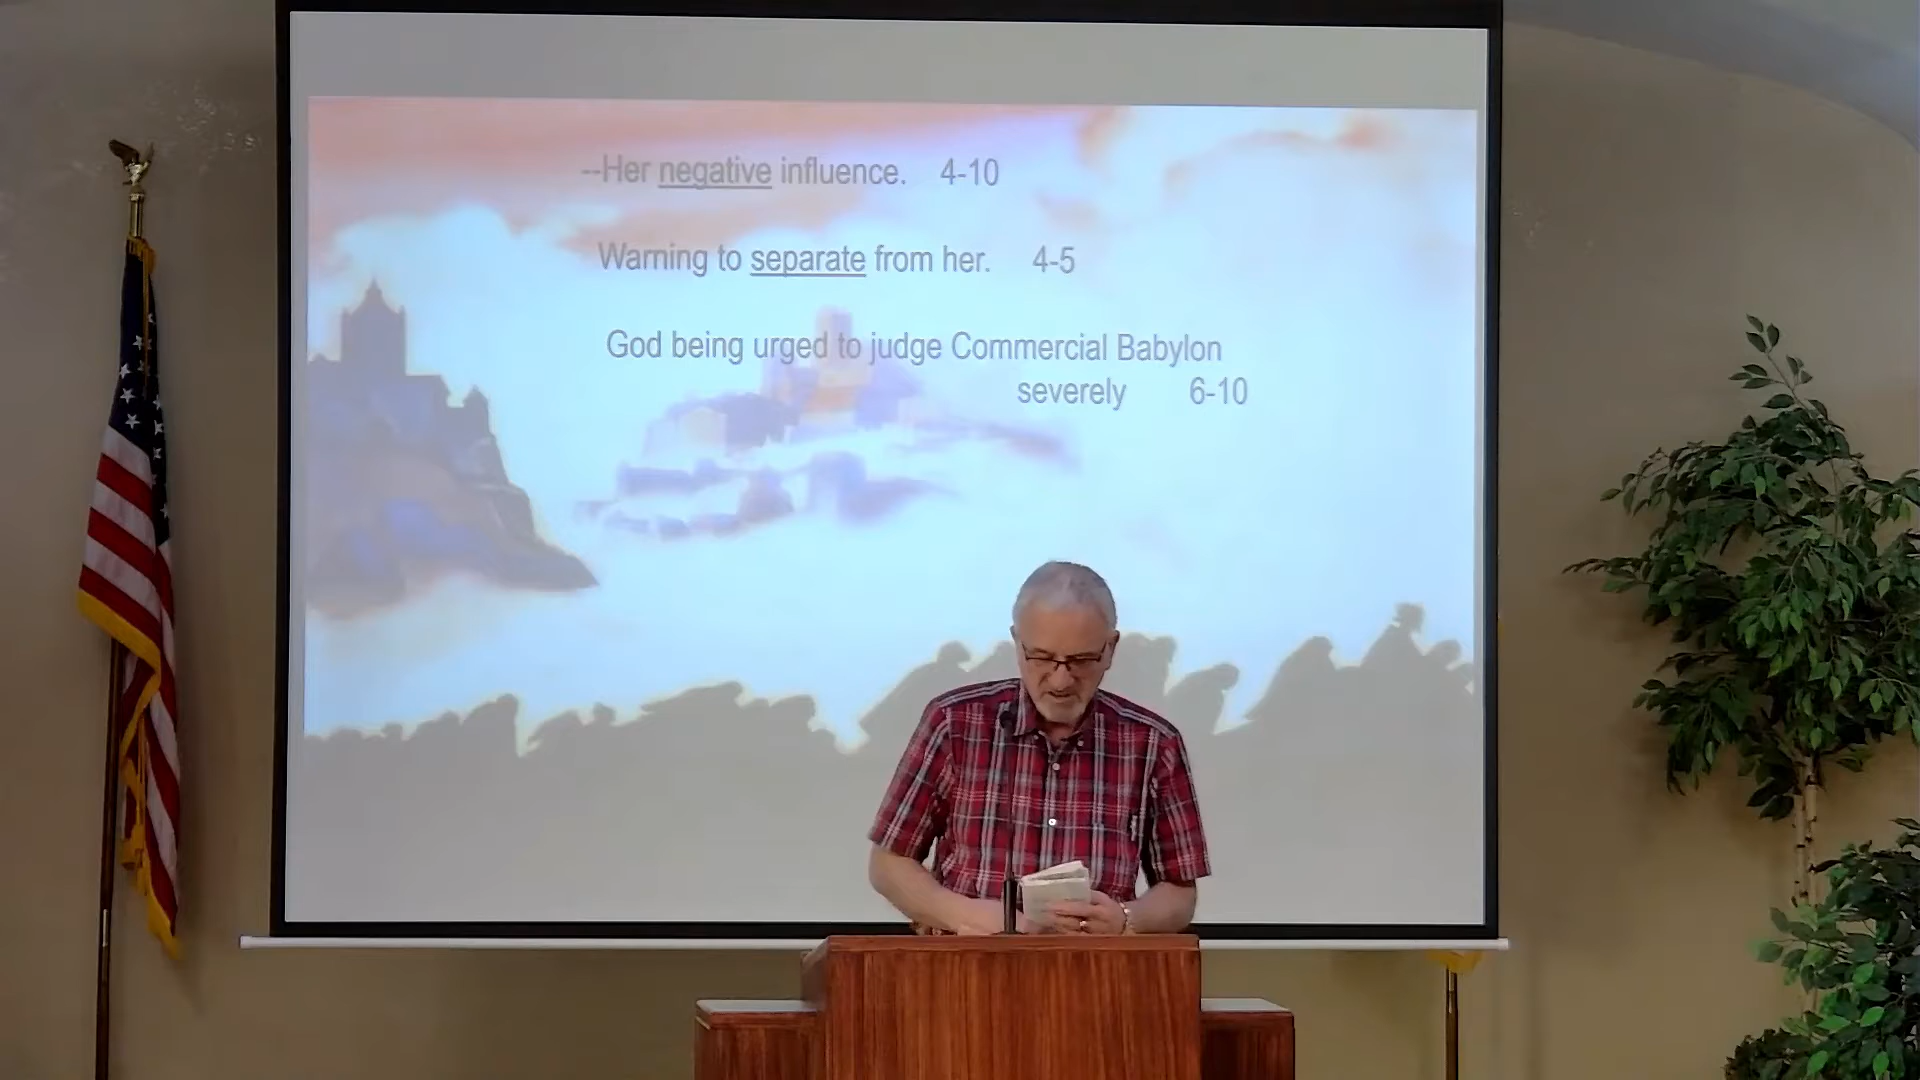 --Her negative influence. 4-10
Warning to separate from her. 4-5
God being urged to judge Commercial Babylon
severely 6-10